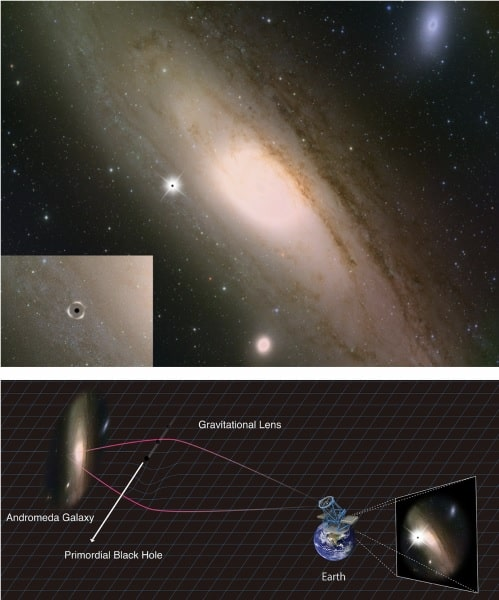 Gravitational Lens
Andromeda Galaxy
Primordial Black Hole
Earth